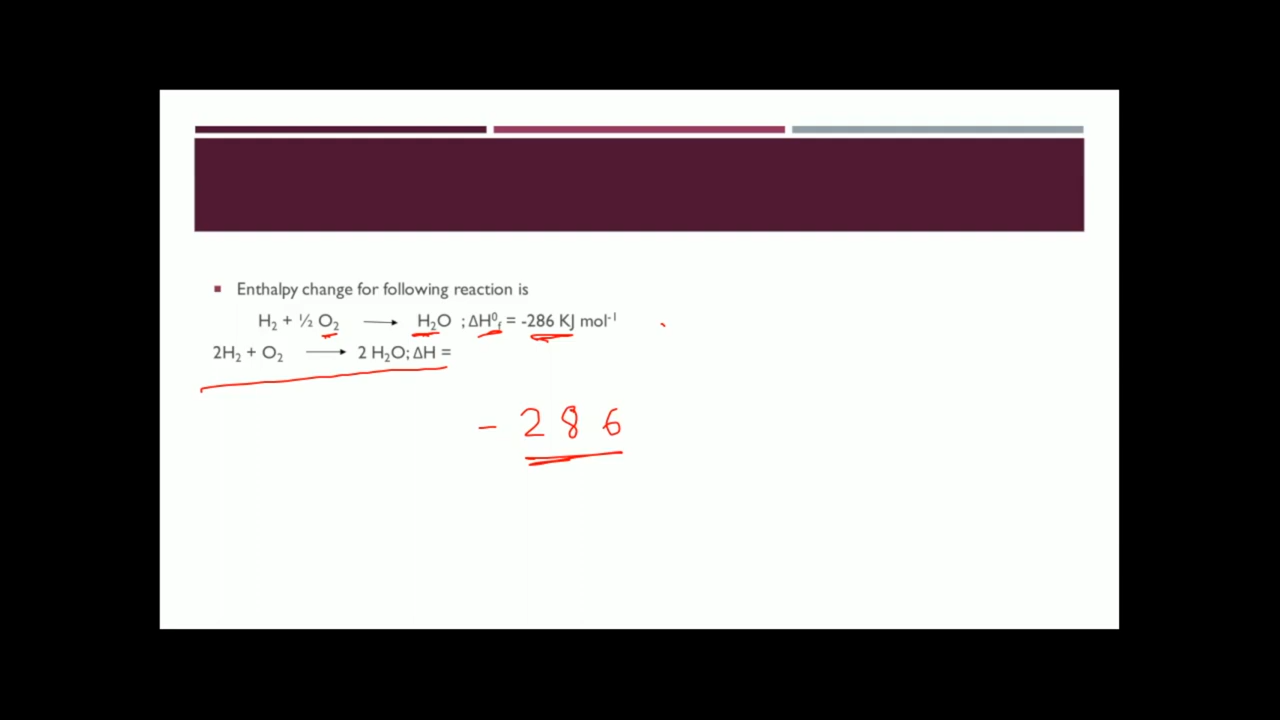 Enthalpy change for following reaction is
H₂ + ½ O₂ → H₂O ; ΔH⁰f = -286 KJ mol⁻¹
2H₂ + O₂ → 2 H₂O; ΔH =
- 286